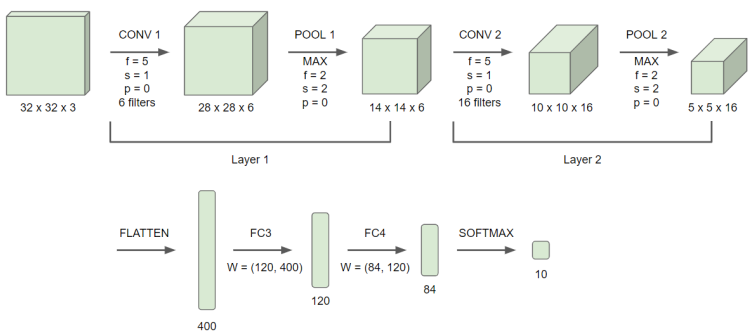 CONV 1
f = 5
s = 1
p = 0
6 filters
32 x 32 x 3
28 x 28 x 6
POOL 1
MAX
f = 2
s = 2
p = 0
14 x 14 x 6
CONV 2
f = 5
s = 1
p = 0
16 filters
10 x 10 x 16
POOL 2
MAX
f = 2
s = 2
p = 0
5 x 5 x 16
Layer 1
Layer 2
FLATTEN
400
FC3
W = (120, 400)
120
FC4
W = (84, 120)
84
SOFTMAX
10